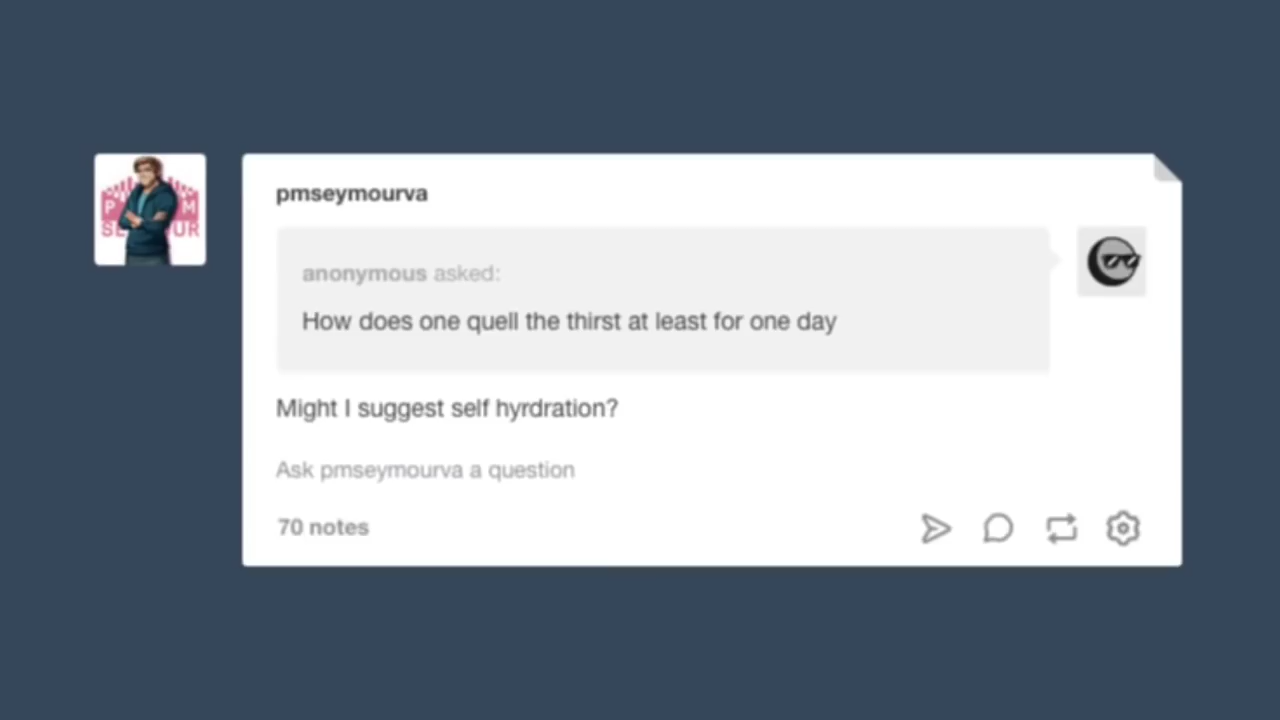 pmseymourva
anonymous asked:
How does one quell the thirst at least for one day
Might I suggest self hyrdration?
Ask pmseymourva a question
70 notes